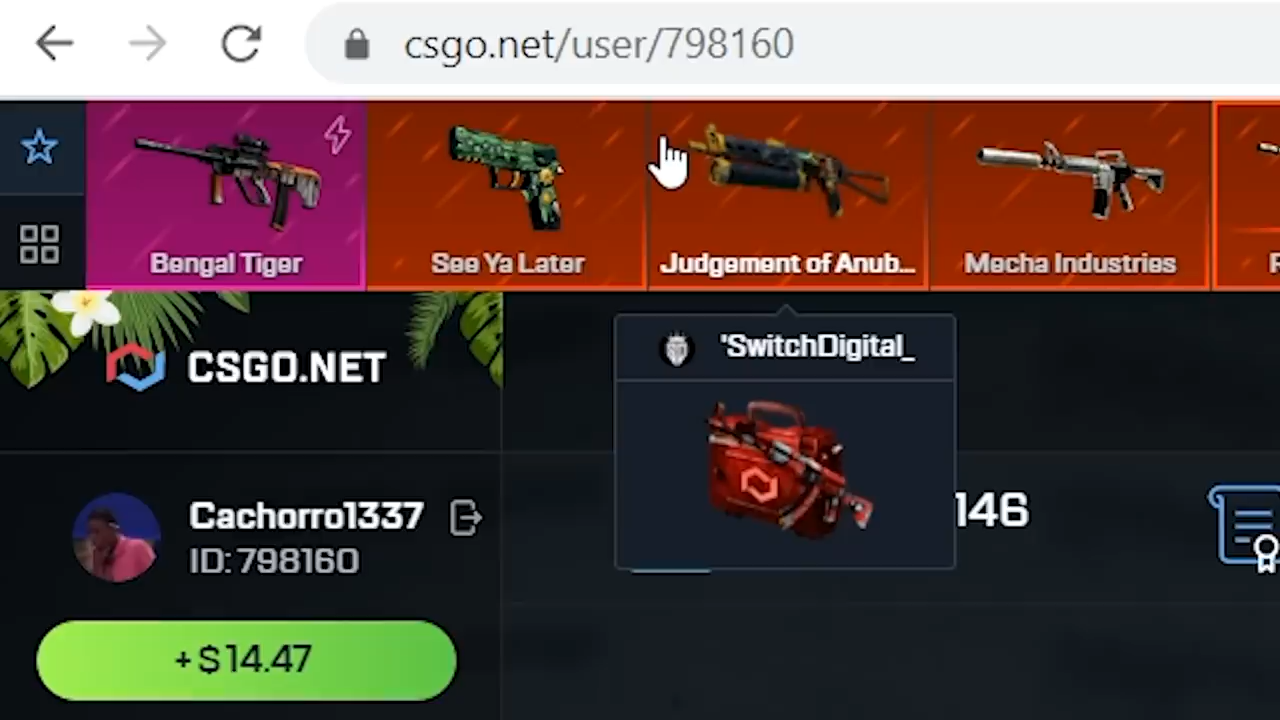 csgo.net/user/798160
Bengal Tiger
See Ya Later
Judgement of Anub...
Mecha Industries
CSGO.NET
'SwitchDigital_
Cachorro1337
146
ID: 798160
+$14.47